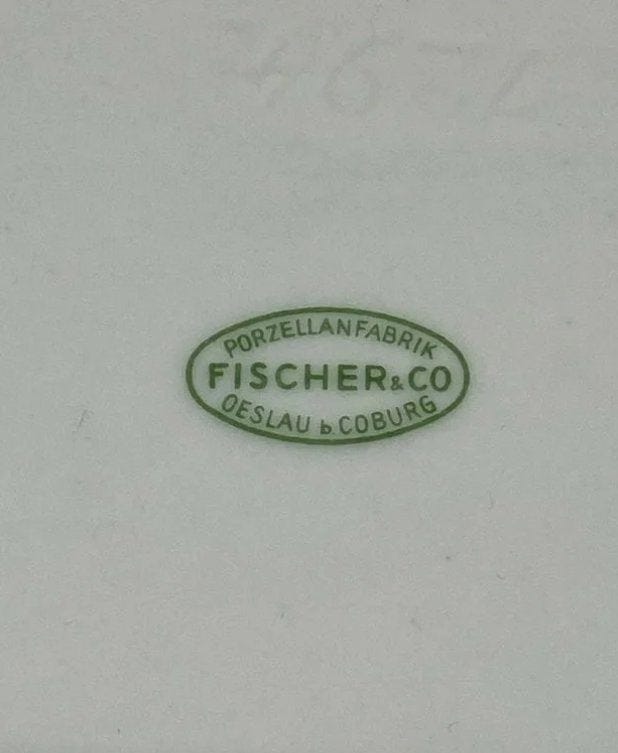 PORZELLANFABRIK
FISCHER & CO
OESLAU b COBURG